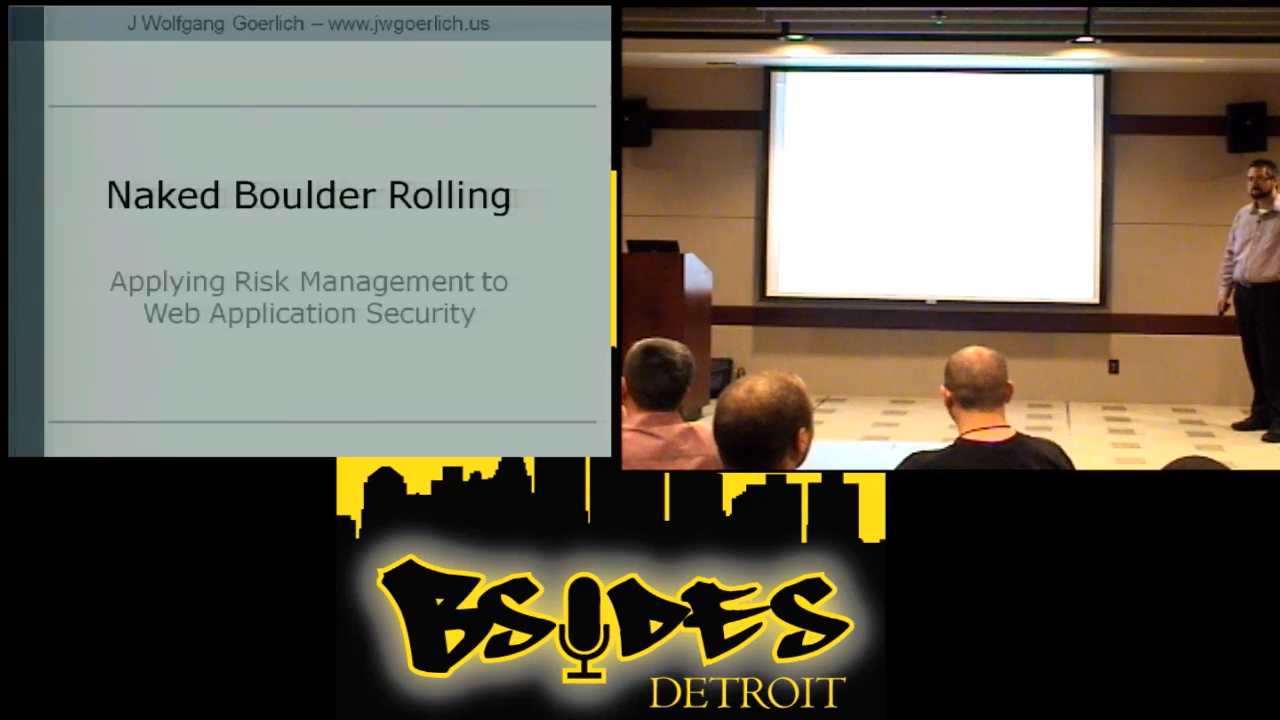 J Wolfgang Goerlich – www.jwgoerlich.us
Naked Boulder Rolling
Applying Risk Management to
Web Application Security
BSIDES
DETROIT